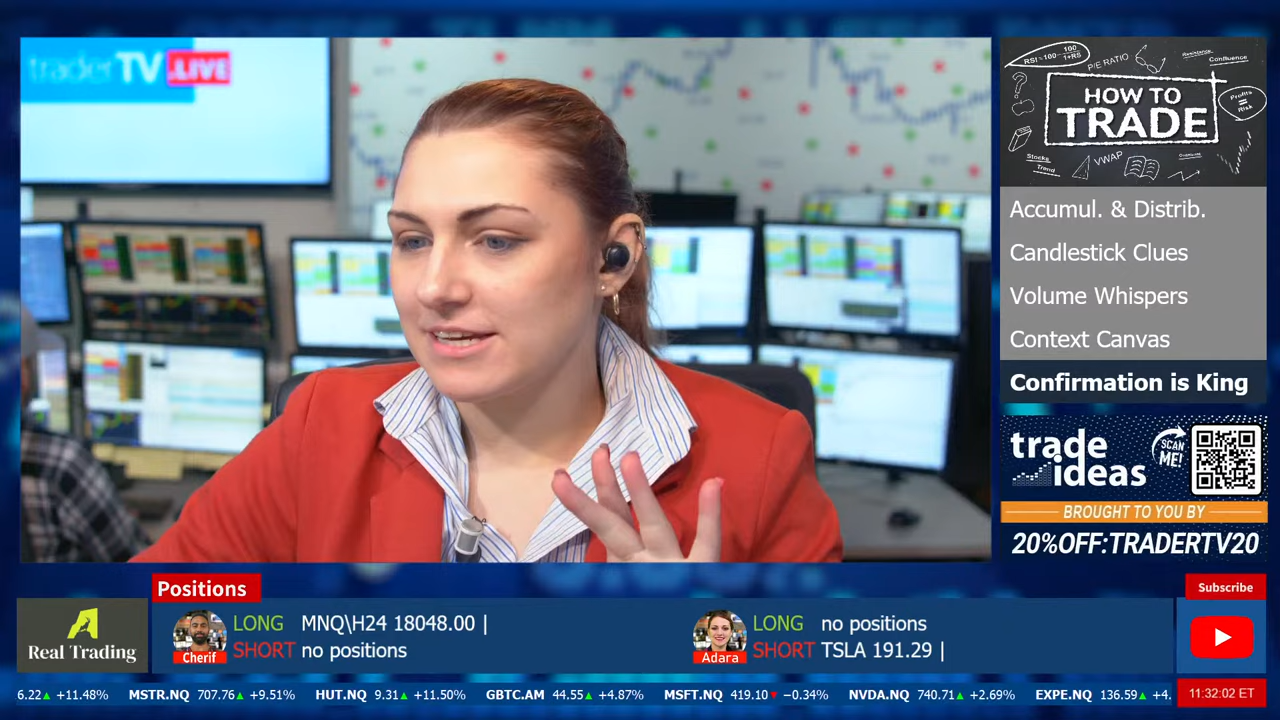 traderTV.LIVE
RSI=100- 100
1+RS
P/E RATIO
Resistance
Confluence
HOW TO
TRADE
Profits
=
Risk
Stocks
Trend
VWAP
Accumul. & Distrib.
Candlestick Clues
Volume Whispers
Context Canvas
Confirmation is King
trade
ideas
SCAN
ME!
BROUGHT TO YOU BY
20%OFF:TRADERTV20
Positions
Subscribe
Real Trading
Cherif
LONG MNQ\H24 18048.00 |
SHORT no positions
Adara
LONG no positions
SHORT TSLA 191.29 |
6.22▲ +11.48% MSTR.NQ 707.76▲ +9.51% HUT.NQ 9.31▲ +11.50% GBTC.AM 44.55▲ +4.87% MSFT.NQ 419.10▼ −0.34% NVDA.NQ 740.71▲ +2.69% EXPE.NQ 136.59▲ +4.
11:32:02 ET